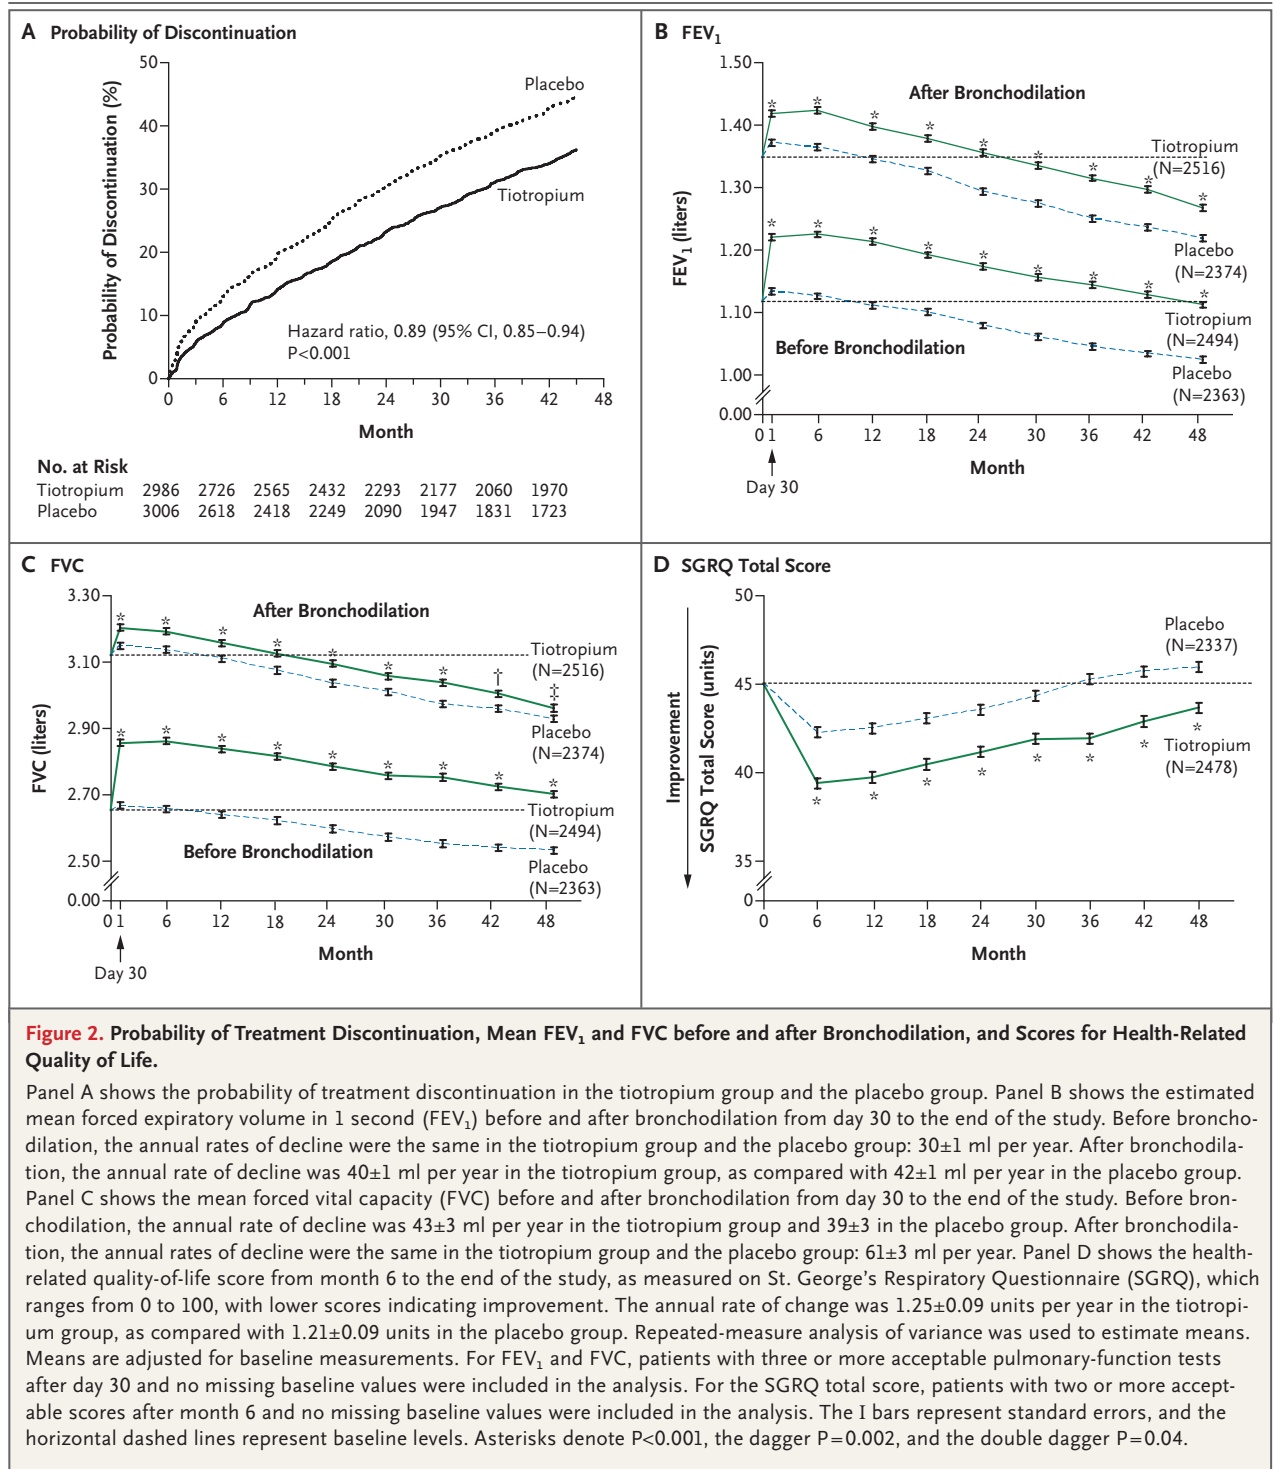 A Probability of Discontinuation
50
40
30
20
10
0
Probability of Discontinuation (%)
Placebo
Tiotropium
Hazard ratio, 0.89 (95% CI, 0.85–0.94)
P<0.001
0 6 12 18 24 30 36 42 48
Month
No. at Risk
Tiotropium 2986 2726 2565 2432 2293 2177 2060 1970
Placebo 3006 2618 2418 2249 2090 1947 1831 1723
B FEV1
1.50
1.40
1.30
1.20
1.10
1.00
0.00
FEV1 (liters)
After Bronchodilation
* * * * * * * * *
Tiotropium
(N=2516)
Placebo
(N=2374)
* * * * * * * * *
Tiotropium
(N=2494)
Before Bronchodilation
Placebo
(N=2363)
0 1 6 12 18 24 30 36 42 48
Month
Day 30
C FVC
3.30
3.10
2.90
2.70
2.50
0.00
FVC (liters)
After Bronchodilation
* * * * * * * † ‡
Tiotropium
(N=2516)
Placebo
(N=2374)
* * * * * * * * *
Tiotropium
(N=2494)
Before Bronchodilation
Placebo
(N=2363)
0 1 6 12 18 24 30 36 42 48
Month
Day 30
D SGRQ Total Score
50
45
40
35
0
Improvement
SGRQ Total Score (units)
Placebo
(N=2337)
Tiotropium
(N=2478)
* * * * * * * *
0 6 12 18 24 30 36 42 48
Month
Figure 2. Probability of Treatment Discontinuation, Mean FEV1 and FVC before and after Bronchodilation, and Scores for Health-Related
Quality of Life.
Panel A shows the probability of treatment discontinuation in the tiotropium group and the placebo group. Panel B shows the estimated
mean forced expiratory volume in 1 second (FEV1) before and after bronchodilation from day 30 to the end of the study. Before broncho-
dilation, the annual rates of decline were the same in the tiotropium group and the placebo group: 30±1 ml per year. After bronchodila-
tion, the annual rate of decline was 40±1 ml per year in the tiotropium group, as compared with 42±1 ml per year in the placebo group.
Panel C shows the mean forced vital capacity (FVC) before and after bronchodilation from day 30 to the end of the study. Before bron-
chodilation, the annual rate of decline was 43±3 ml per year in the tiotropium group and 39±3 in the placebo group. After bronchodila-
tion, the annual rates of decline were the same in the tiotropium group and the placebo group: 61±3 ml per year. Panel D shows the health-
related quality-of-life score from month 6 to the end of the study, as measured on St. George's Respiratory Questionnaire (SGRQ), which
ranges from 0 to 100, with lower scores indicating improvement. The annual rate of change was 1.25±0.09 units per year in the tiotropi-
um group, as compared with 1.21±0.09 units in the placebo group. Repeated-measure analysis of variance was used to estimate means.
Means are adjusted for baseline measurements. For FEV1 and FVC, patients with three or more acceptable pulmonary-function tests
after day 30 and no missing baseline values were included in the analysis. For the SGRQ total score, patients with two or more accept-
able scores after month 6 and no missing baseline values were included in the analysis. The I bars represent standard errors, and the
horizontal dashed lines represent baseline levels. Asterisks denote P<0.001, the dagger P=0.002, and the double dagger P=0.04.